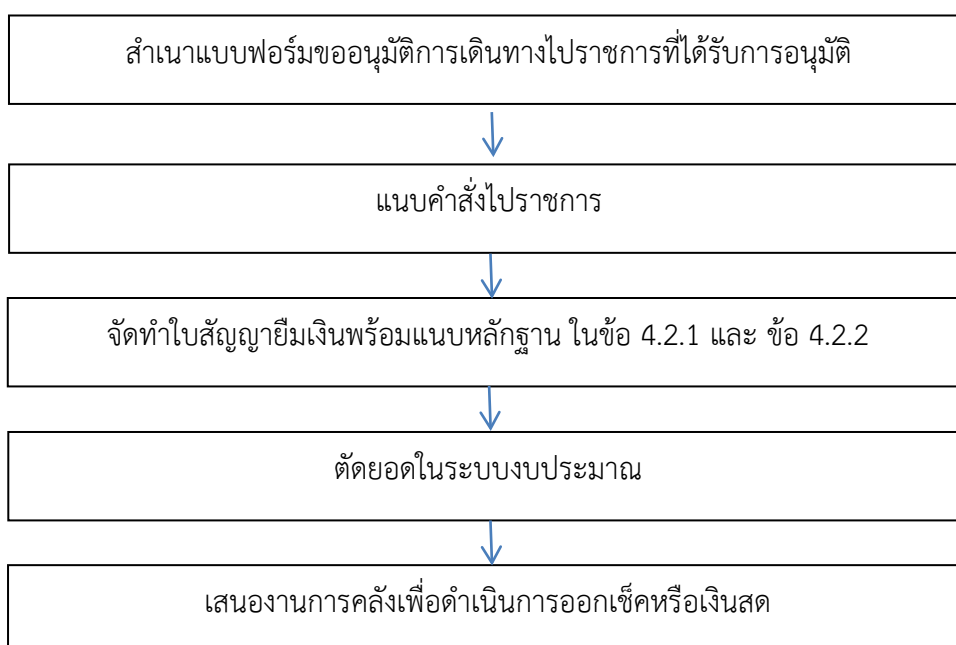 สำเนาแบบฟอร์มขออนุมัติการเดินทางไปราชการที่ได้รับการอนุมัติ
แนบคำสั่งไปราชการ
จัดทำใบสัญญายืมเงินพร้อมแนบหลักฐาน ในข้อ 4.2.1 และ ข้อ 4.2.2
ตัดยอดในระบบงบประมาณ
เสนองานการคลังเพื่อดำเนินการออกเช็คหรือเงินสด